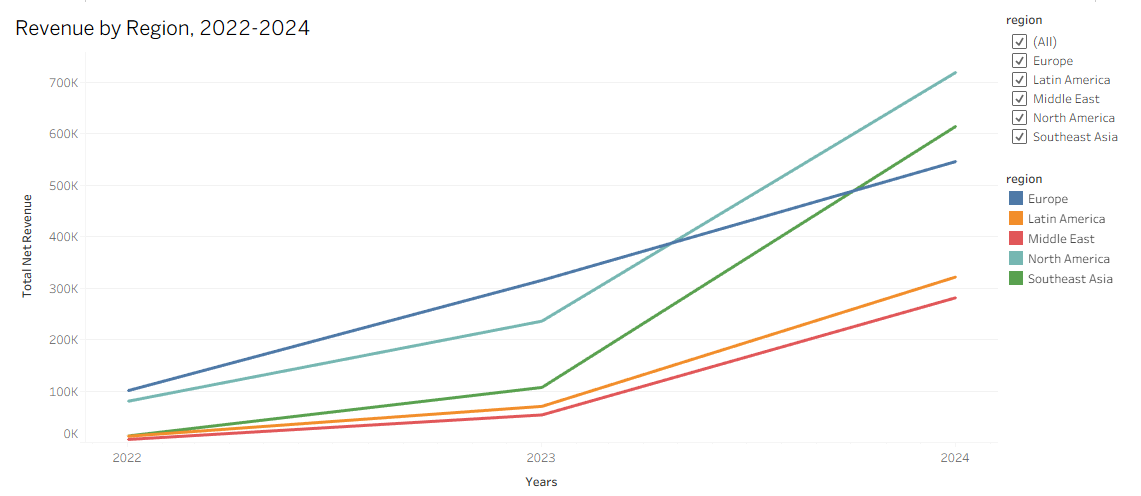 Revenue by Region, 2022-2024
700K
600K
500K
400K
300K
200K
100K
0K
Total Net Revenue
2022
2023
2024
Years
region
(All)
Europe
Latin America
Middle East
North America
Southeast Asia
region
Europe
Latin America
Middle East
North America
Southeast Asia